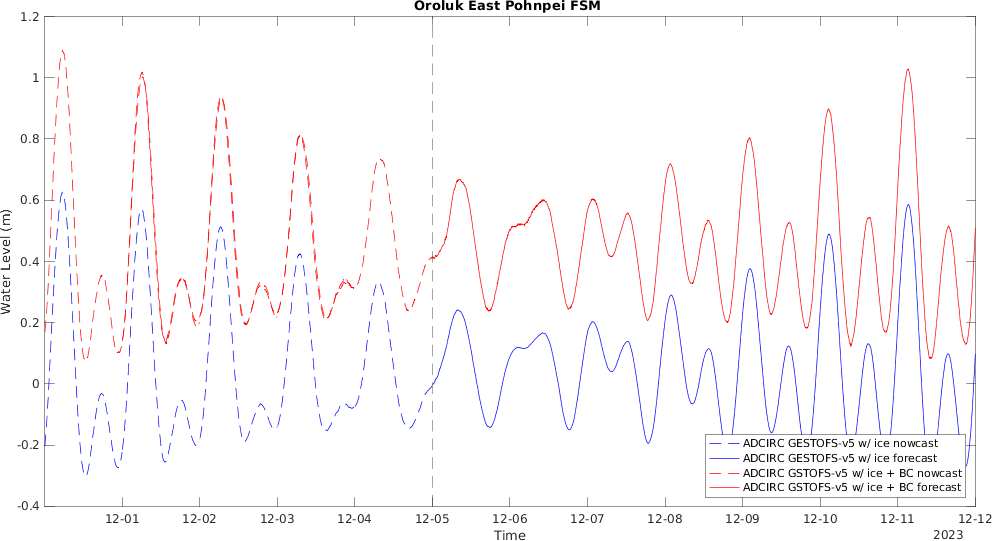 Oroluk East Pohnpei FSM
1.2
1
0.8
0.6
0.4
0.2
0
-0.2
-0.4
Water Level (m)
ADCIRC GESTOFS-v5 w/ ice nowcast
ADCIRC GESTOFS-v5 w/ ice forecast
ADCIRC GSTOFS-v5 w/ ice + BC nowcast
ADCIRC GSTOFS-v5 w/ ice + BC forecast
12-01 12-02 12-03 12-04 12-05 12-06 12-07 12-08 12-09 12-10 12-11 12-12
Time
2023